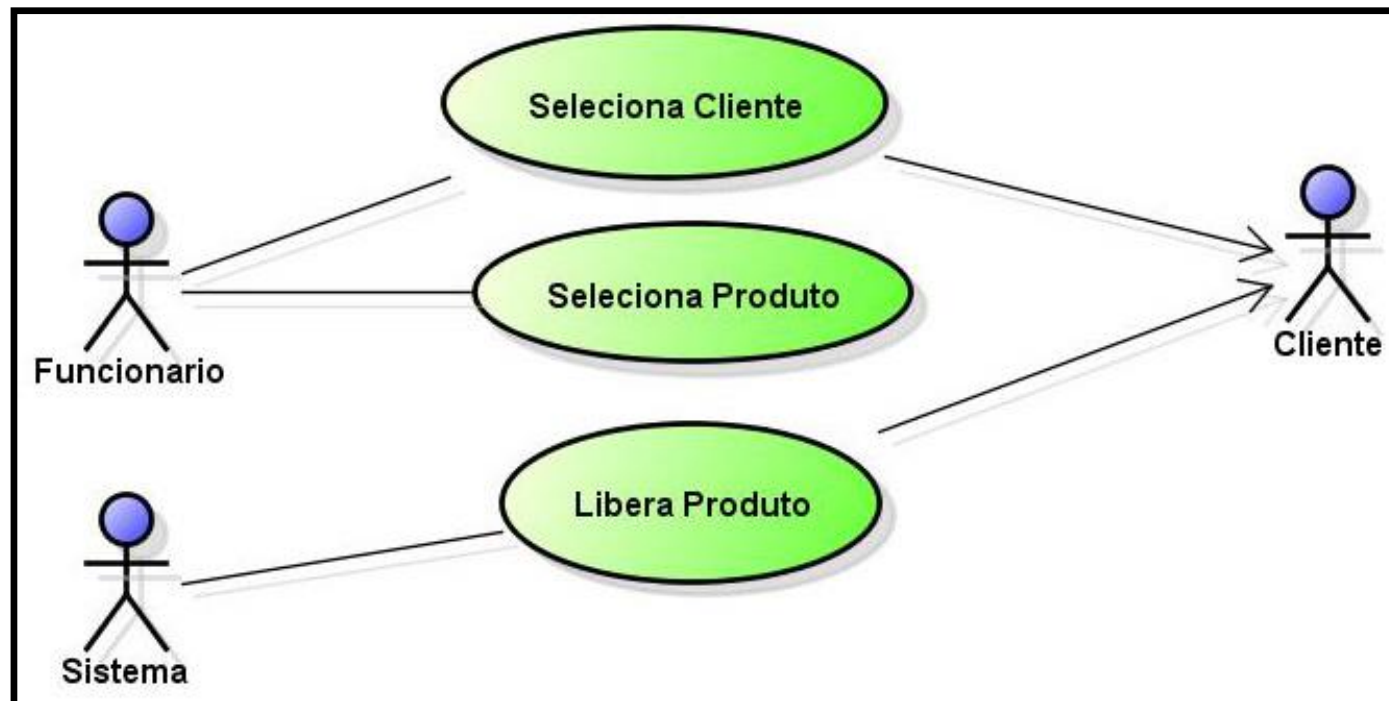 Seleciona Cliente
Seleciona Produto
Funcionario
Cliente
Libera Produto
Sistema